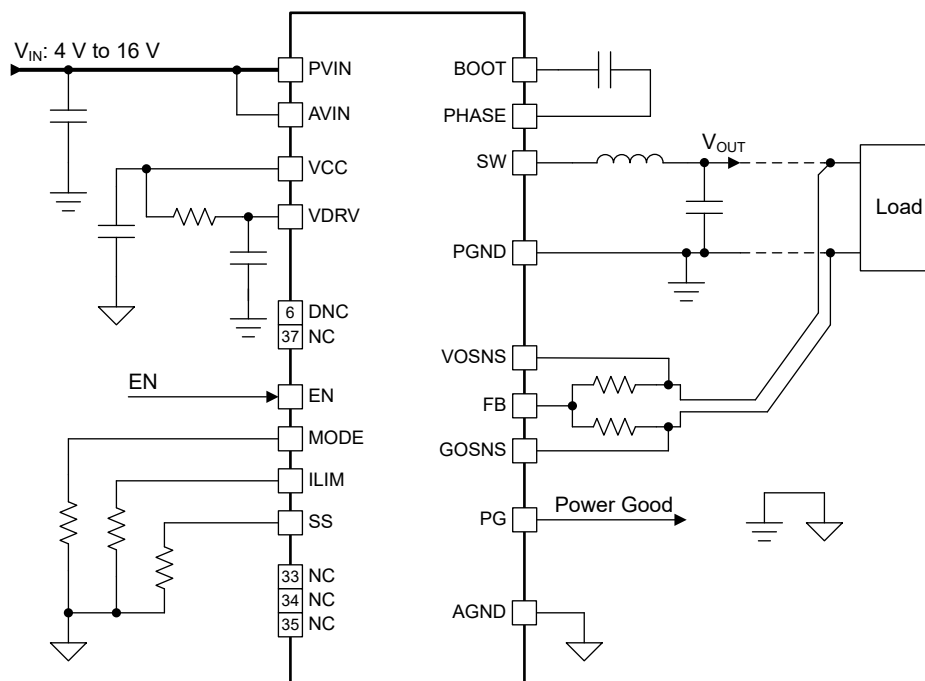 V_IN: 4 V to 16 V
PVIN
AVIN
VCC
VDRV
6 DNC
37 NC
EN
EN
MODE
ILIM
SS
33 NC
34 NC
35 NC
BOOT
PHASE
SW
V_OUT
Load
PGND
VOSNS
FB
GOSNS
PG
Power Good
AGND